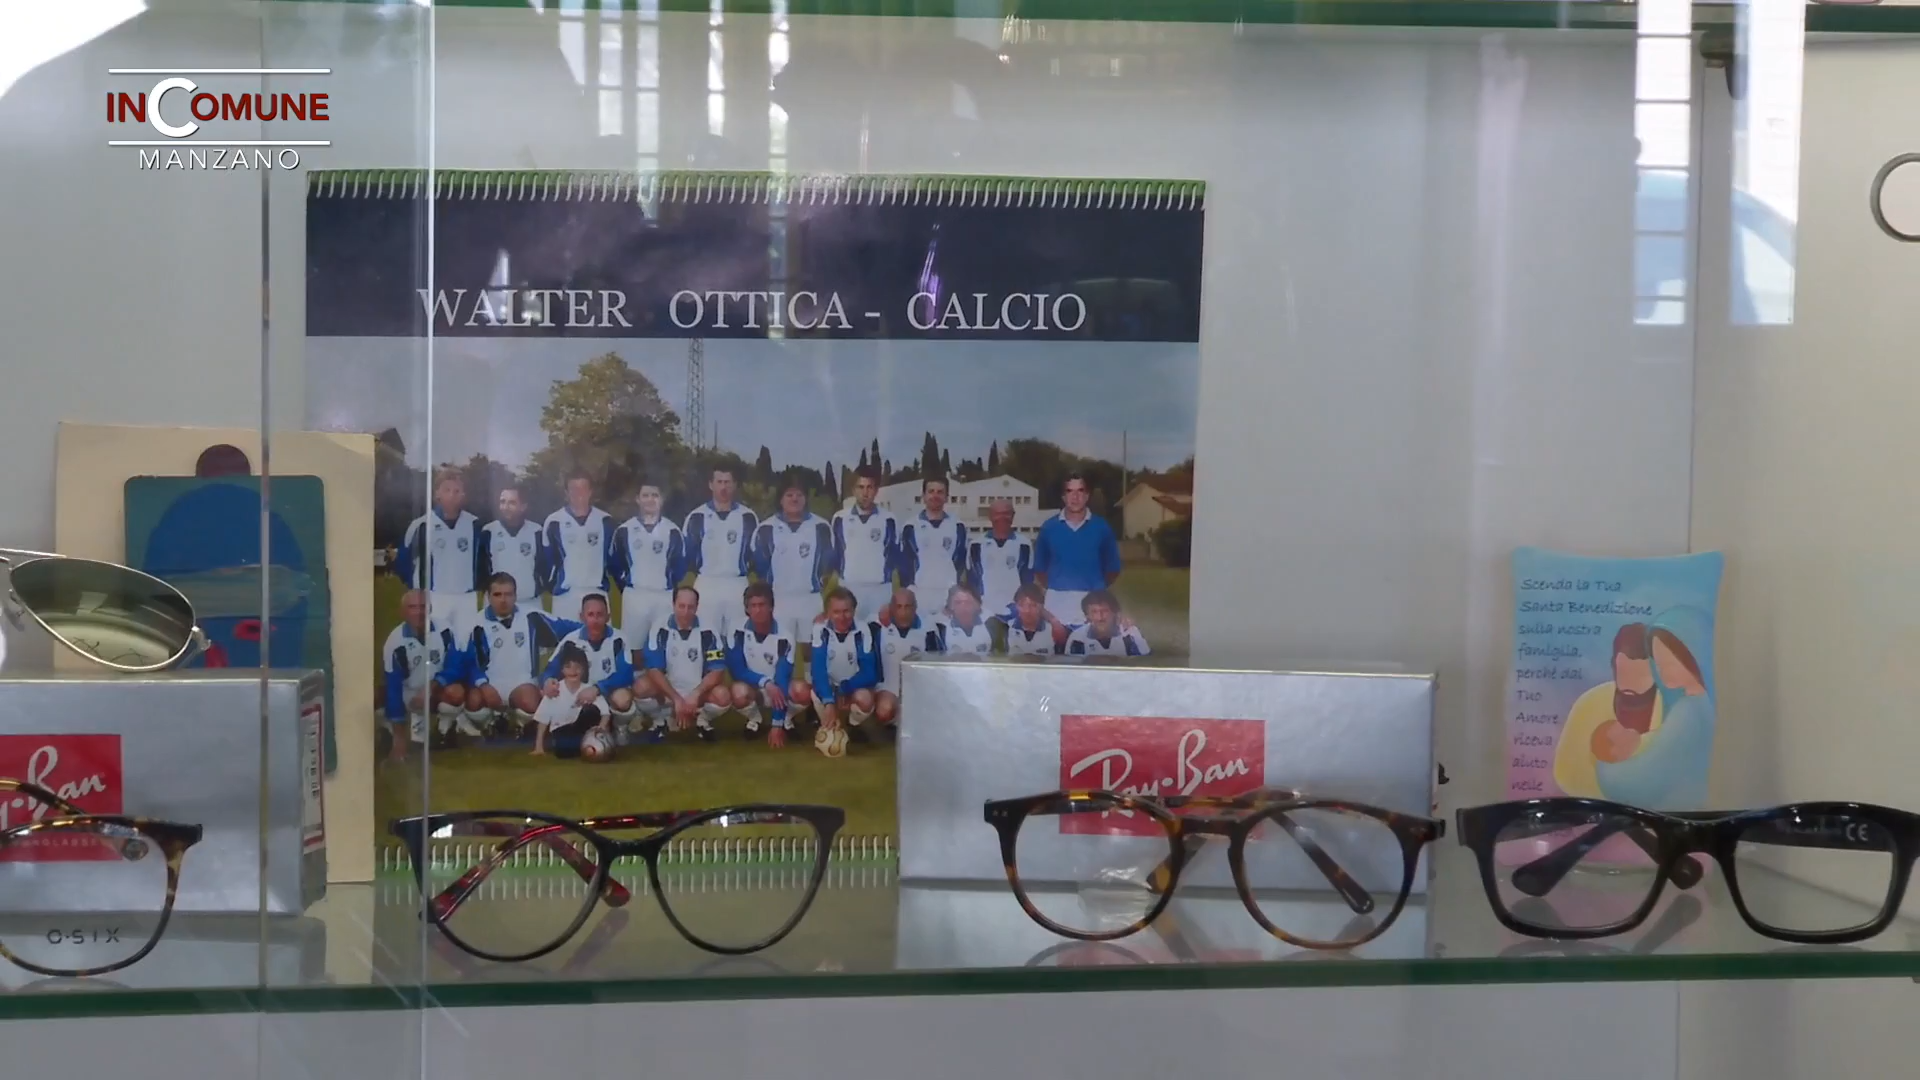 INCOMUNE
MANZANO
WALTER OTTICA - CALCIO
Scenda la Tua
Santa Benedizione
sulla nostra
famiglia,
perché dal
Tuo
Amore
riceva
aiuto
nelle
Ray-Ban
Ray-Ban
O-SIX
CE